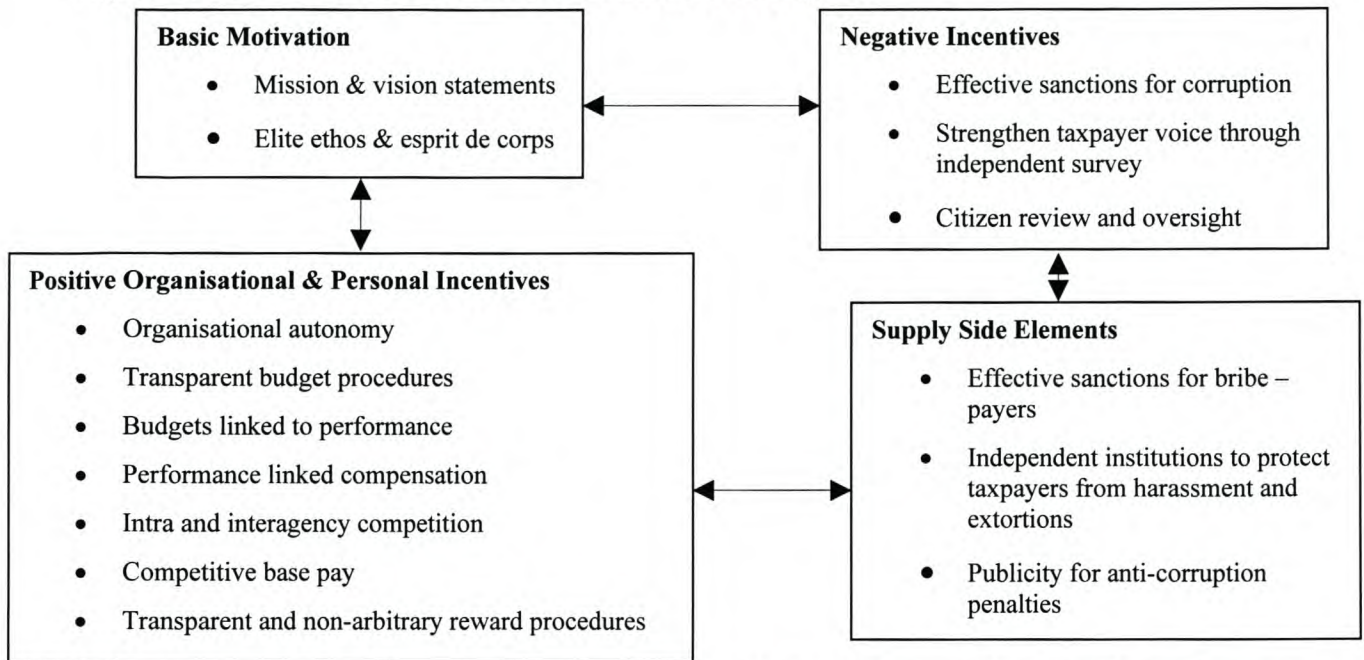 Basic Motivation
• Mission & vision statements
• Elite ethos & esprit de corps
Negative Incentives
• Effective sanctions for corruption
• Strengthen taxpayer voice through
independent survey
• Citizen review and oversight
Positive Organisational & Personal Incentives
• Organisational autonomy
• Transparent budget procedures
• Budgets linked to performance
• Performance linked compensation
• Intra and interagency competition
• Competitive base pay
• Transparent and non-arbitrary reward procedures
Supply Side Elements
• Effective sanctions for bribe –
payers
• Independent institutions to protect
taxpayers from harassment and
extortions
• Publicity for anti-corruption
penalties